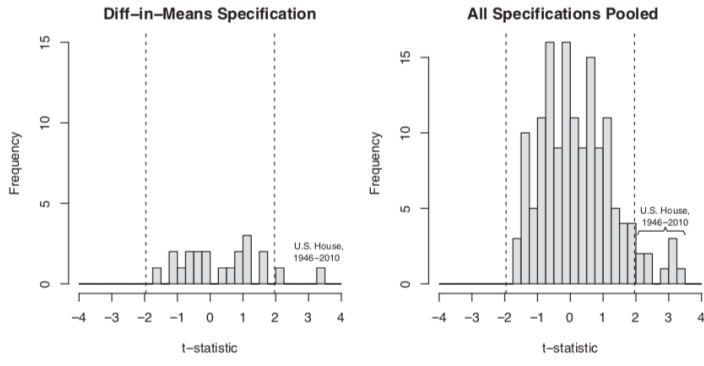 Diff–in–Means Specification
All Specifications Pooled
15
10
5
0
Frequency
U.S. House,
1946–2010
–4 –3 –2 –1 0 1 2 3 4
t–statistic
15
10
5
0
Frequency
U.S. House,
1946–2010
–4 –3 –2 –1 0 1 2 3 4
t–statistic